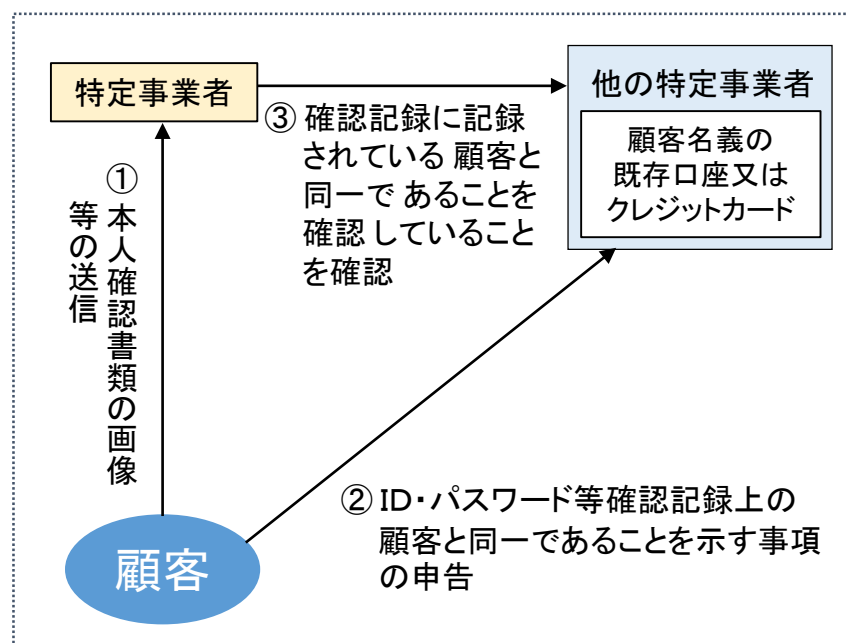 特定事業者
他の特定事業者
顧客名義の
既存口座又は
クレジットカード
① 本人確認書類の画像
等の送信
③ 確認記録に記録
されている 顧客と
同一で あることを
確認 していること
を確認
② ID・パスワード等確認記録上の
顧客と同一であることを示す事項
の申告
顧客